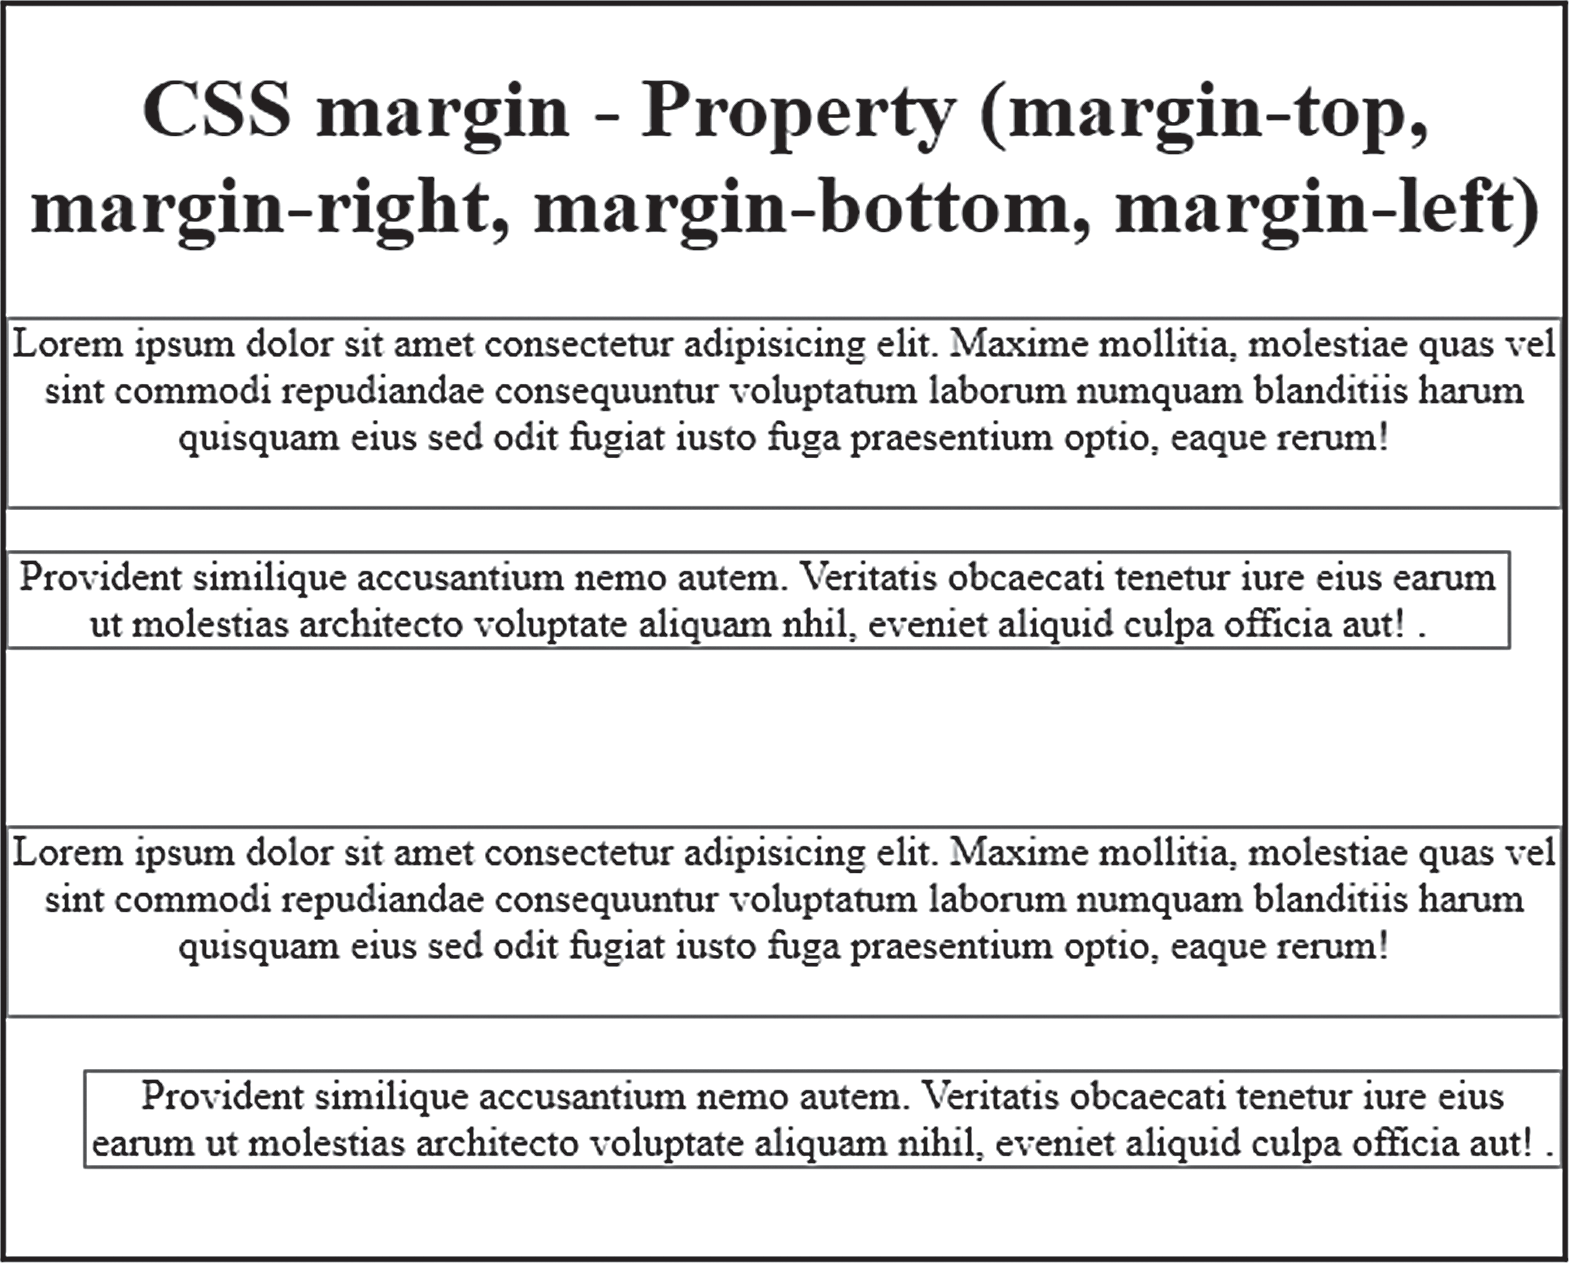 CSS margin - Property (margin-top,
margin-right, margin-bottom, margin-left)
Lorem ipsum dolor sit amet consectetur adipisicing elit. Maxime mollitia, molestiae quas vel
sint commodi repudiandae consequuntur voluptatum laborum numquam blanditiis harum
quisquam eius sed odit fugiat iusto fuga praesentium optio, eaque rerum!
Provident similique accusantium nemo autem. Veritatis obcaecati tenetur iure eius earum
ut molestias architecto voluptate aliquam nhil, eveniet aliquid culpa officia aut! .
Lorem ipsum dolor sit amet consectetur adipisicing elit. Maxime mollitia, molestiae quas vel
sint commodi repudiandae consequuntur voluptatum laborum numquam blanditiis harum
quisquam eius sed odit fugiat iusto fuga praesentium optio, eaque rerum!
Provident similique accusantium nemo autem. Veritatis obcaecati tenetur iure eius
earum ut molestias architecto voluptate aliquam nihil, eveniet aliquid culpa officia aut! .